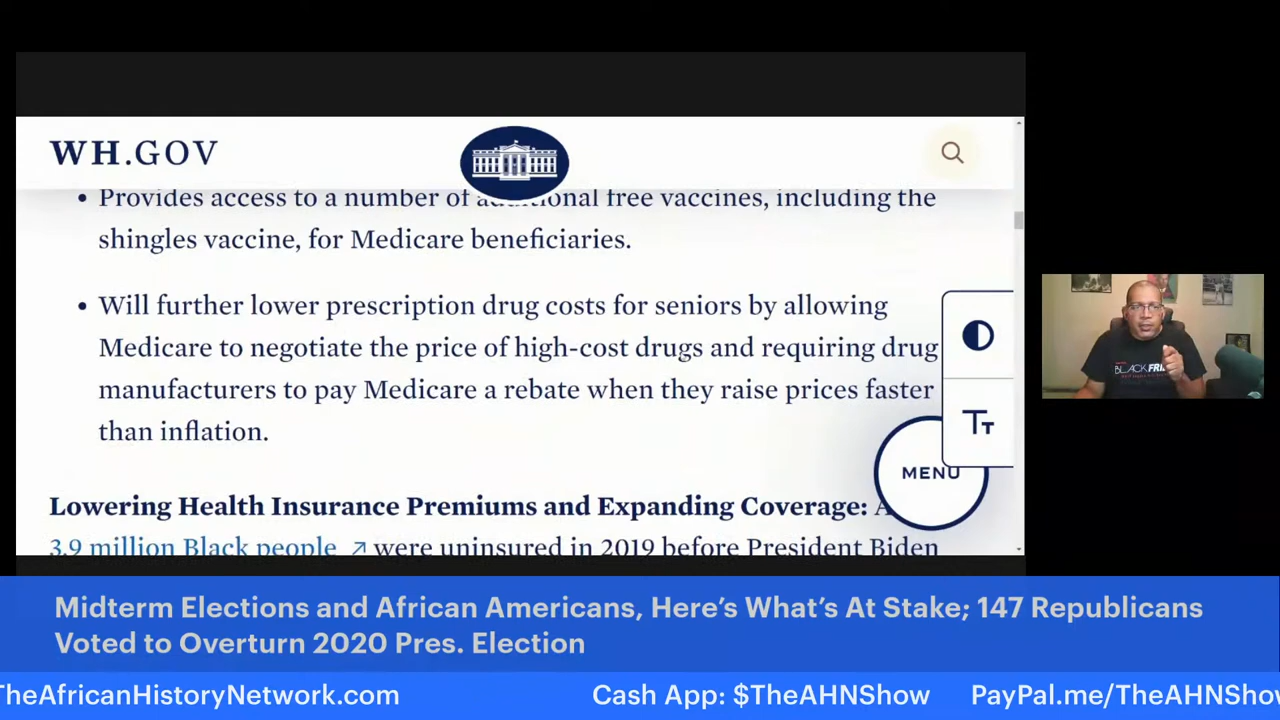 WH.GOV
• Provides access to a number of additional free vaccines, including the
shingles vaccine, for Medicare beneficiaries.
• Will further lower prescription drug costs for seniors by allowing
Medicare to negotiate the price of high-cost drugs and requiring drug
manufacturers to pay Medicare a rebate when they raise prices faster
than inflation.
Tт
MENU
Lowering Health Insurance Premiums and Expanding Coverage:
3.9 million Black people ↗ were uninsured in 2019 before President Biden
BLACK FRI
Midterm Elections and African Americans, Here's What's At Stake; 147 Republicans
Voted to Overturn 2020 Pres. Election
TheAfricanHistoryNetwork.com Cash App: $TheAHNShow PayPal.me/TheAHNShow